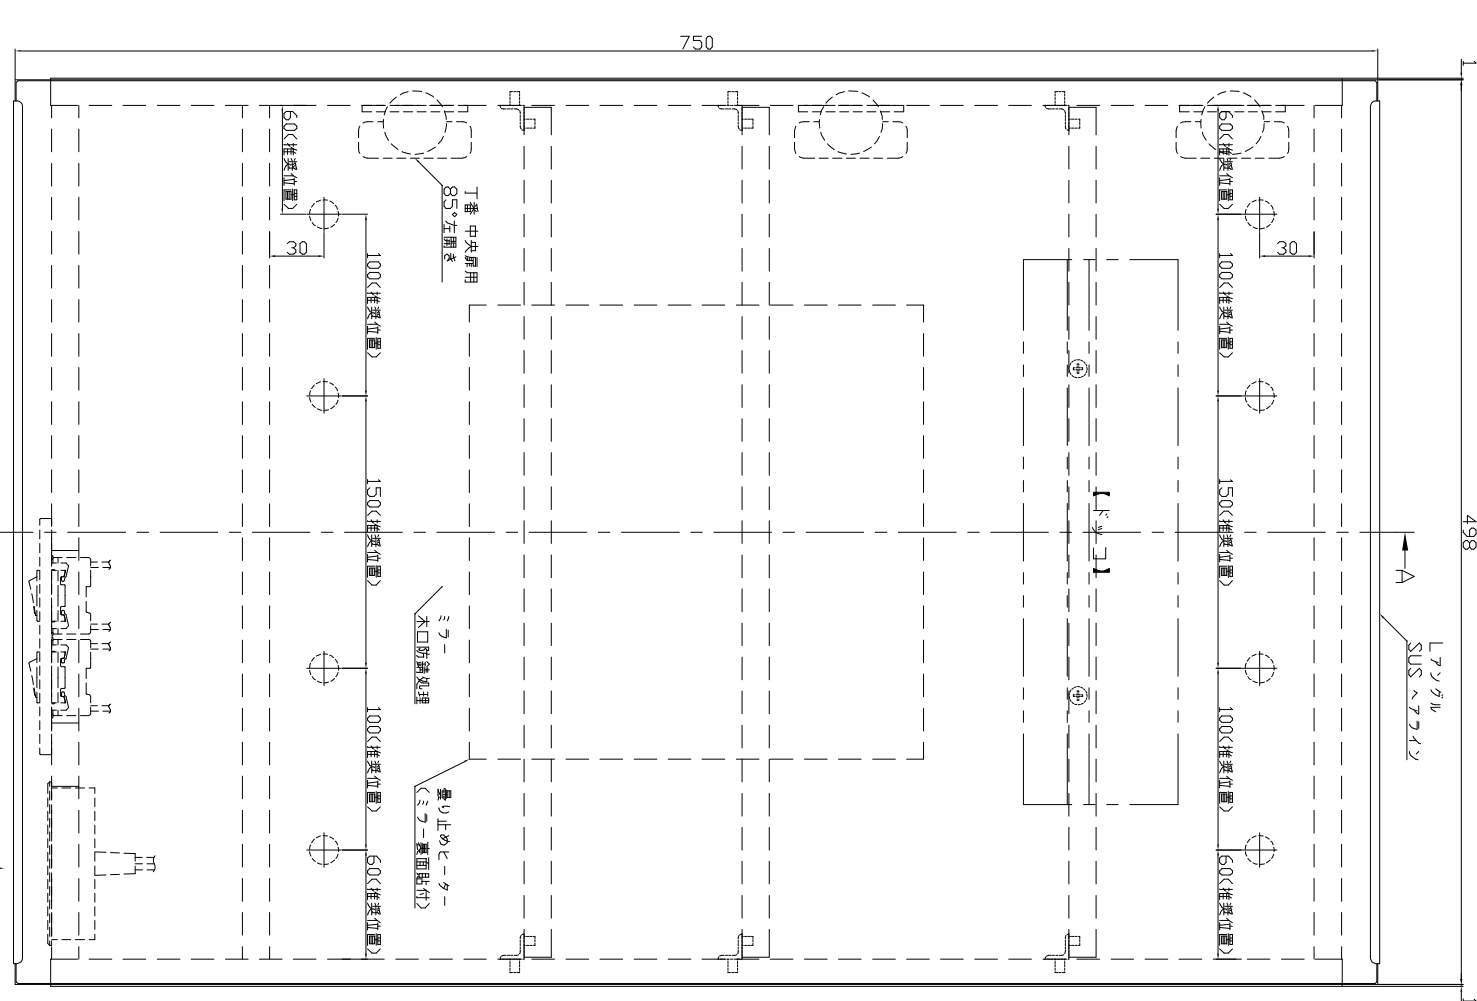 750
1
498
A
Lアングル
SUS ヘアライン
60(推奨位置)
100(推奨位置)
150(推奨位置)
100(推奨位置)
60(推奨位置)
30
【ドッコ】
丁番 中央扉用
85°左開き
ミラー
木口防錆処理
曇り止めヒーター
(ミラー裏面貼付)
60(推奨位置)
30
100(推奨位置)
150(推奨位置)
100(推奨位置)
60(推奨位置)
1